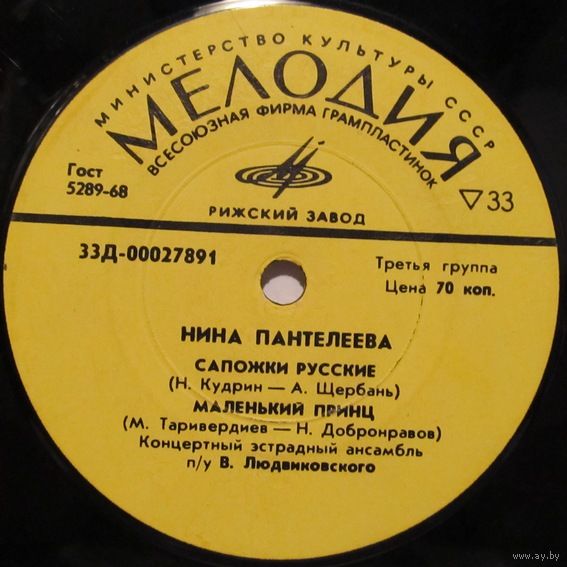 МИНИСТЕРСТВО КУЛЬТУРЫ СССР
МЕЛОДИЯ
ВСЕСОЮЗНАЯ ФИРМА ГРАМПЛАСТИНОК
Гост
5289-68
▽33
РИЖСКИЙ ЗАВОД
33Д-00027891
Третья группа
Цена 70 коп.
НИНА ПАНТЕЛЕЕВА
САПОЖКИ РУССКИЕ
(Н. Кудрин — А. Щербань)
МАЛЕНЬКИЙ ПРИНЦ
(М. Таривердиев — Н. Добронравов)
Концертный эстрадный ансамбль
п/у В. Людвиковского
www.ay.by